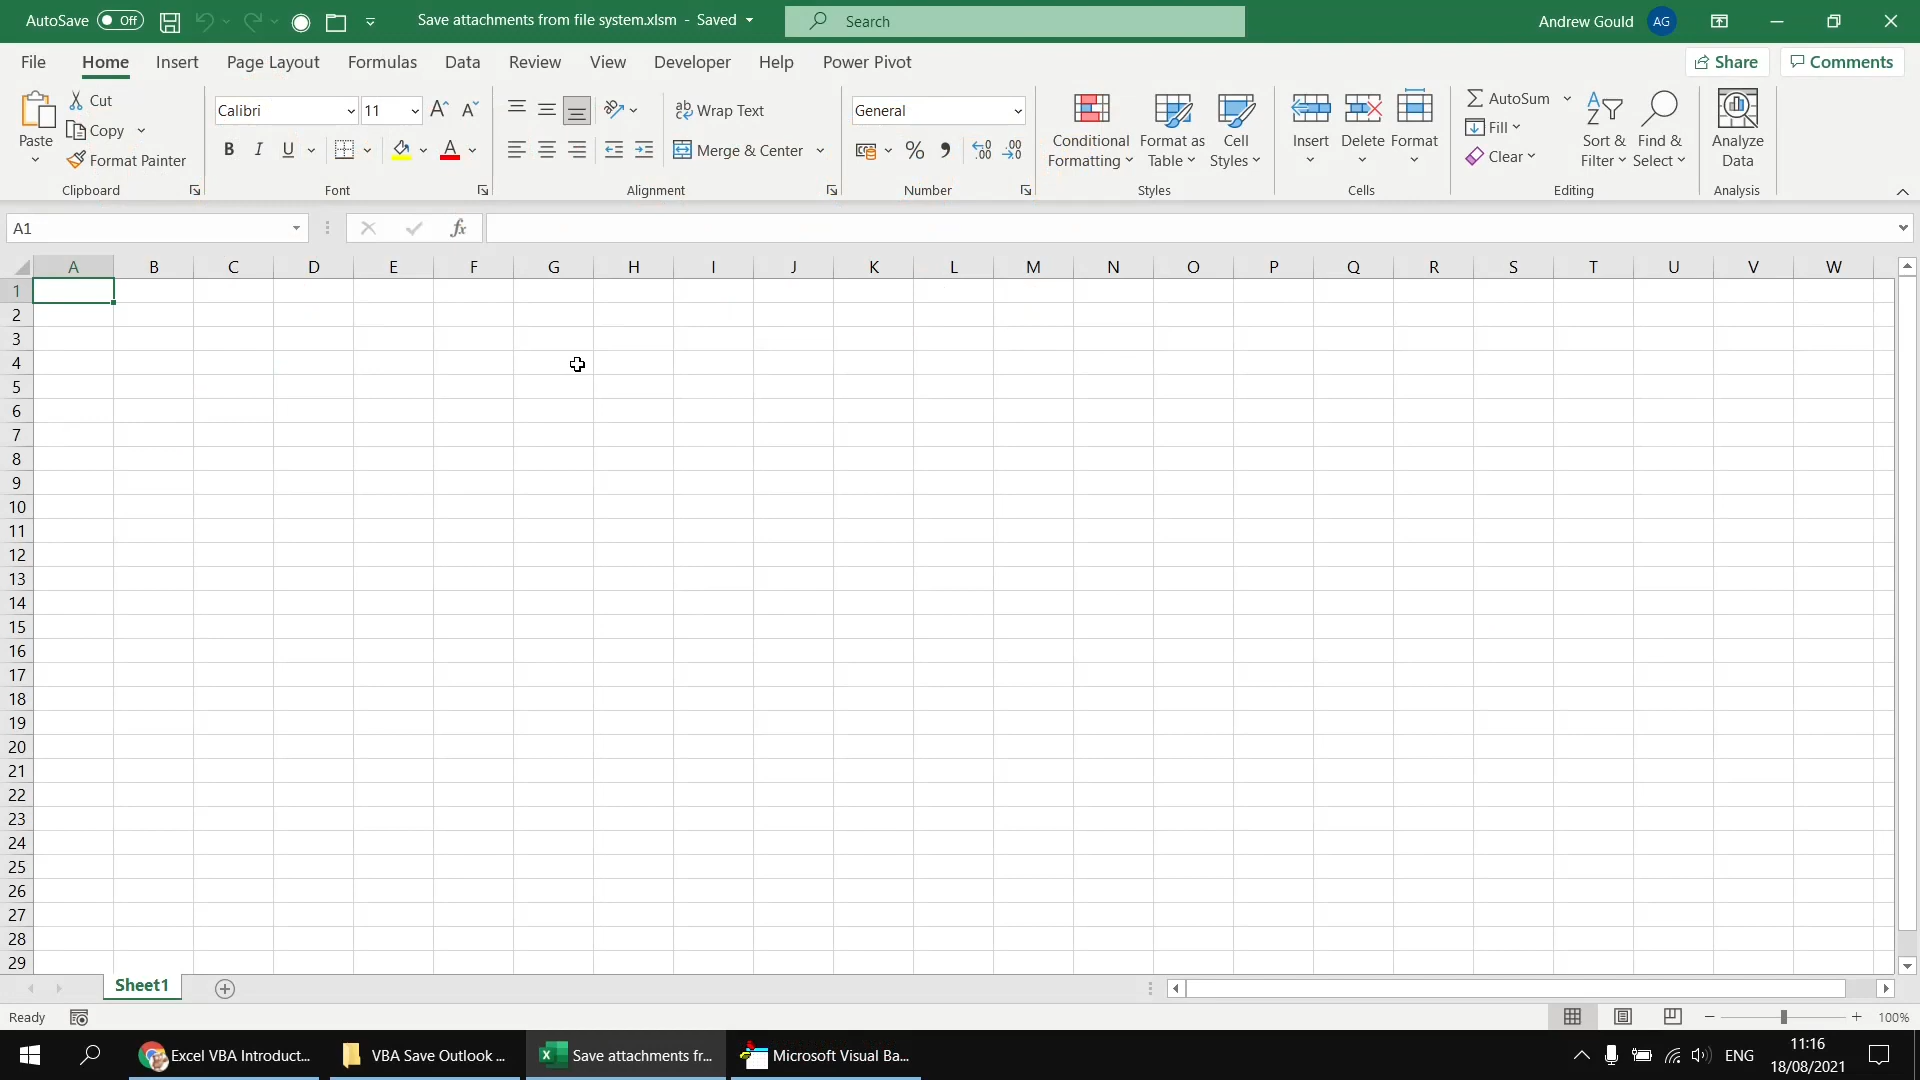 AutoSave Off Save attachments from file system.xlsm - Saved Search Andrew Gould AG
File Home Insert Page Layout Formulas Data Review View Developer Help Power Pivot Share Comments
Paste Cut Copy Format Painter Clipboard
Calibri 11 B I U A Font
Wrap Text Merge & Center Alignment
General % Number
Conditional Formatting Format as Table Cell Styles Styles
Insert Delete Format Cells
AutoSum Fill Clear Sort & Filter Find & Select Editing
Analyze Data Analysis
A1 fx
A B C D E F G H I J K L M N O P Q R S T U V W
1
2
3
4
5
6
7
8
9
10
11
12
13
14
15
16
17
18
19
20
21
22
23
24
25
26
27
28
29
Sheet1
Ready 100%
Excel VBA Introduct... VBA Save Outlook ... Save attachments fr... Microsoft Visual Ba... ENG 11:16
18/08/2021